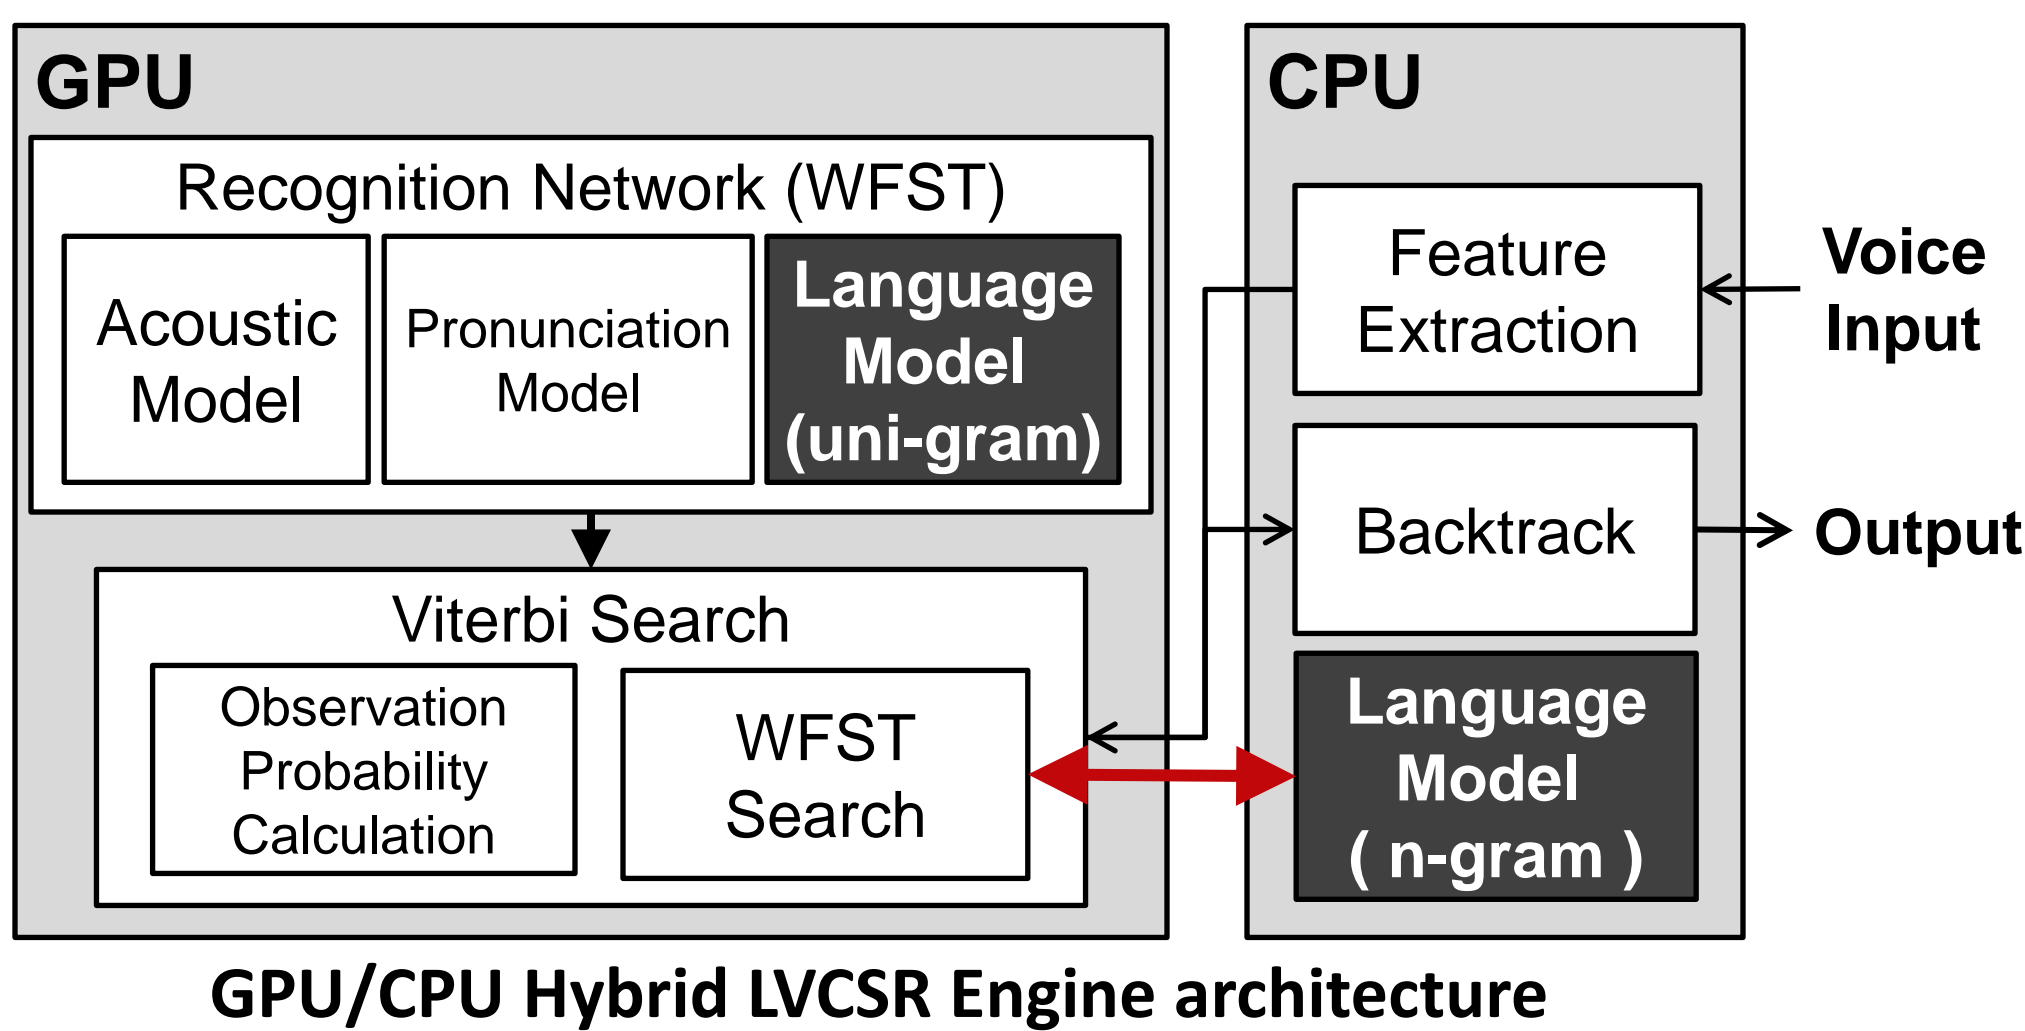 GPU
Recognition Network (WFST)
Acoustic
Model
Pronunciation
Model
Language
Model
(uni-gram)
Viterbi Search
Observation
Probability
Calculation
WFST
Search
CPU
Feature
Extraction
Voice
Input
Backtrack
Output
Language
Model
( n-gram )
GPU/CPU Hybrid LVCSR Engine architecture